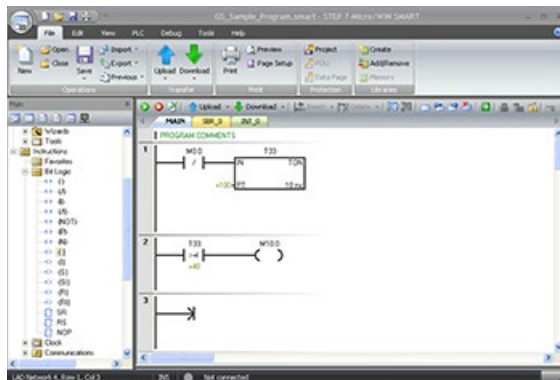 GS_Sample_Program.smart - STEP 7-Micro/WIN SMART
File Edit View PLC Debug Tools Help
New Open Close Save Import Export Previous Upload Download Print Preview Page Setup Project POU Data Page Create Add/Remove Memory
Operations Transfer Print Protection Libraries
Main
Upload Download Insert Delete
MAIN SBR_0 INT_0
PROGRAM COMMENTS
Wizards
Tools
Instructions
Favorites
Bit Logic
NOT
SR
RS
NOP
Clock
Communications
1
M0.0 T33
/ IN TON
+100 PT 10 ms
2
T33 M10.0
>=I ( )
+40
3
LAD Network 4, Row 1, Col 3 INS Not connected